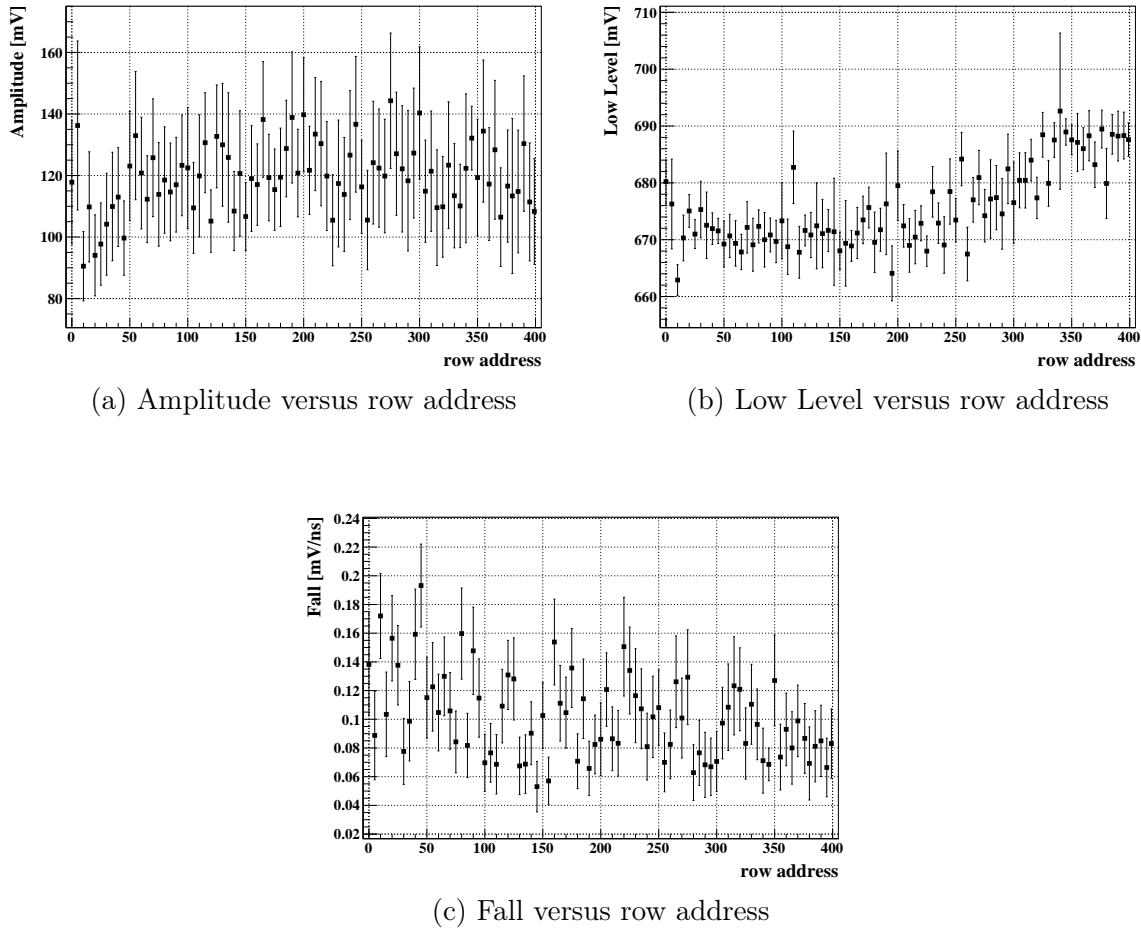 Amplitude [mV]
160
140
120
100
80
0 50 100 150 200 250 300 350 400
row address
(a) Amplitude versus row address
Low Level [mV]
710
700
690
680
670
660
0 50 100 150 200 250 300 350 400
row address
(b) Low Level versus row address
Fall [mV/ns]
0.24
0.22
0.2
0.18
0.16
0.14
0.12
0.1
0.08
0.06
0.04
0.02
0 50 100 150 200 250 300 350 400
row address
(c) Fall versus row address